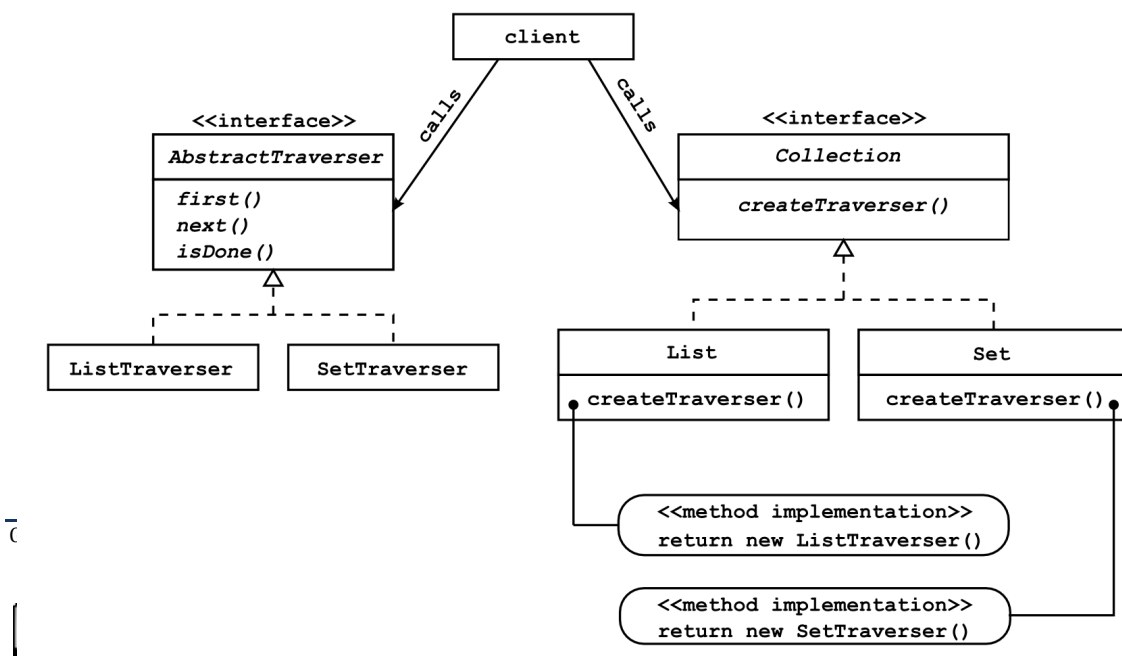 client
calls
calls
<<interface>>
AbstractTraverser
first()
next()
isDone()
<<interface>>
Collection
createTraverser()
ListTraverser
SetTraverser
List
createTraverser()
Set
createTraverser()
<<method implementation>>
return new ListTraverser()
<<method implementation>>
return new SetTraverser()